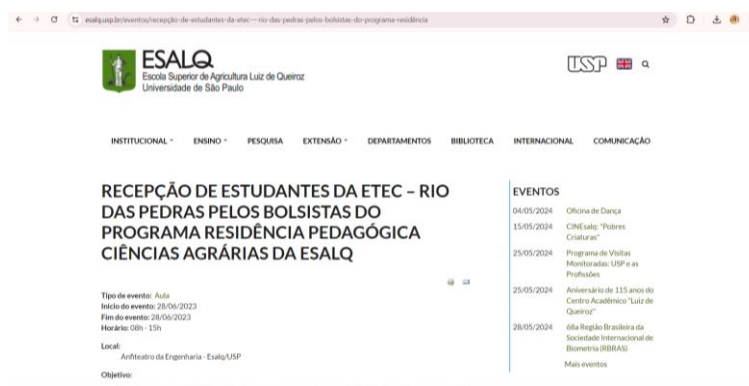 esalq.usp.br/eventos/recepção-de-estudantes-da-etec-–-rio-das-pedras-pelos-bolsistas-do-programa-residência
ESALQ
Escola Superior de Agricultura Luiz de Queiroz
Universidade de São Paulo
USP
INSTITUCIONAL ENSINO PESQUISA EXTENSÃO DEPARTAMENTOS BIBLIOTECA INTERNACIONAL COMUNICAÇÃO
RECEPÇÃO DE ESTUDANTES DA ETEC – RIO
DAS PEDRAS PELOS BOLSISTAS DO
PROGRAMA RESIDÊNCIA PEDAGÓGICA
CIÊNCIAS AGRÁRIAS DA ESALQ
Tipo de evento: Aula
Início do evento: 28/06/2023
Fim do evento: 28/06/2023
Horário: 08h - 15h
Local:
Anfiteatro da Engenharia - Esalq/USP
Objetivo:
EVENTOS
04/05/2024 Oficina de Dança
15/05/2024 CINEsalq: "Pobres
Criaturas"
25/05/2024 Programa de Visitas
Monitoradas: USP e as
Profissões
25/05/2024 Aniversário de 115 anos do
Centro Acadêmico "Luiz de
Queiroz"
28/05/2024 68a Região Brasileira da
Sociedade Internacional de
Biometria (RBRAS)
Mais eventos